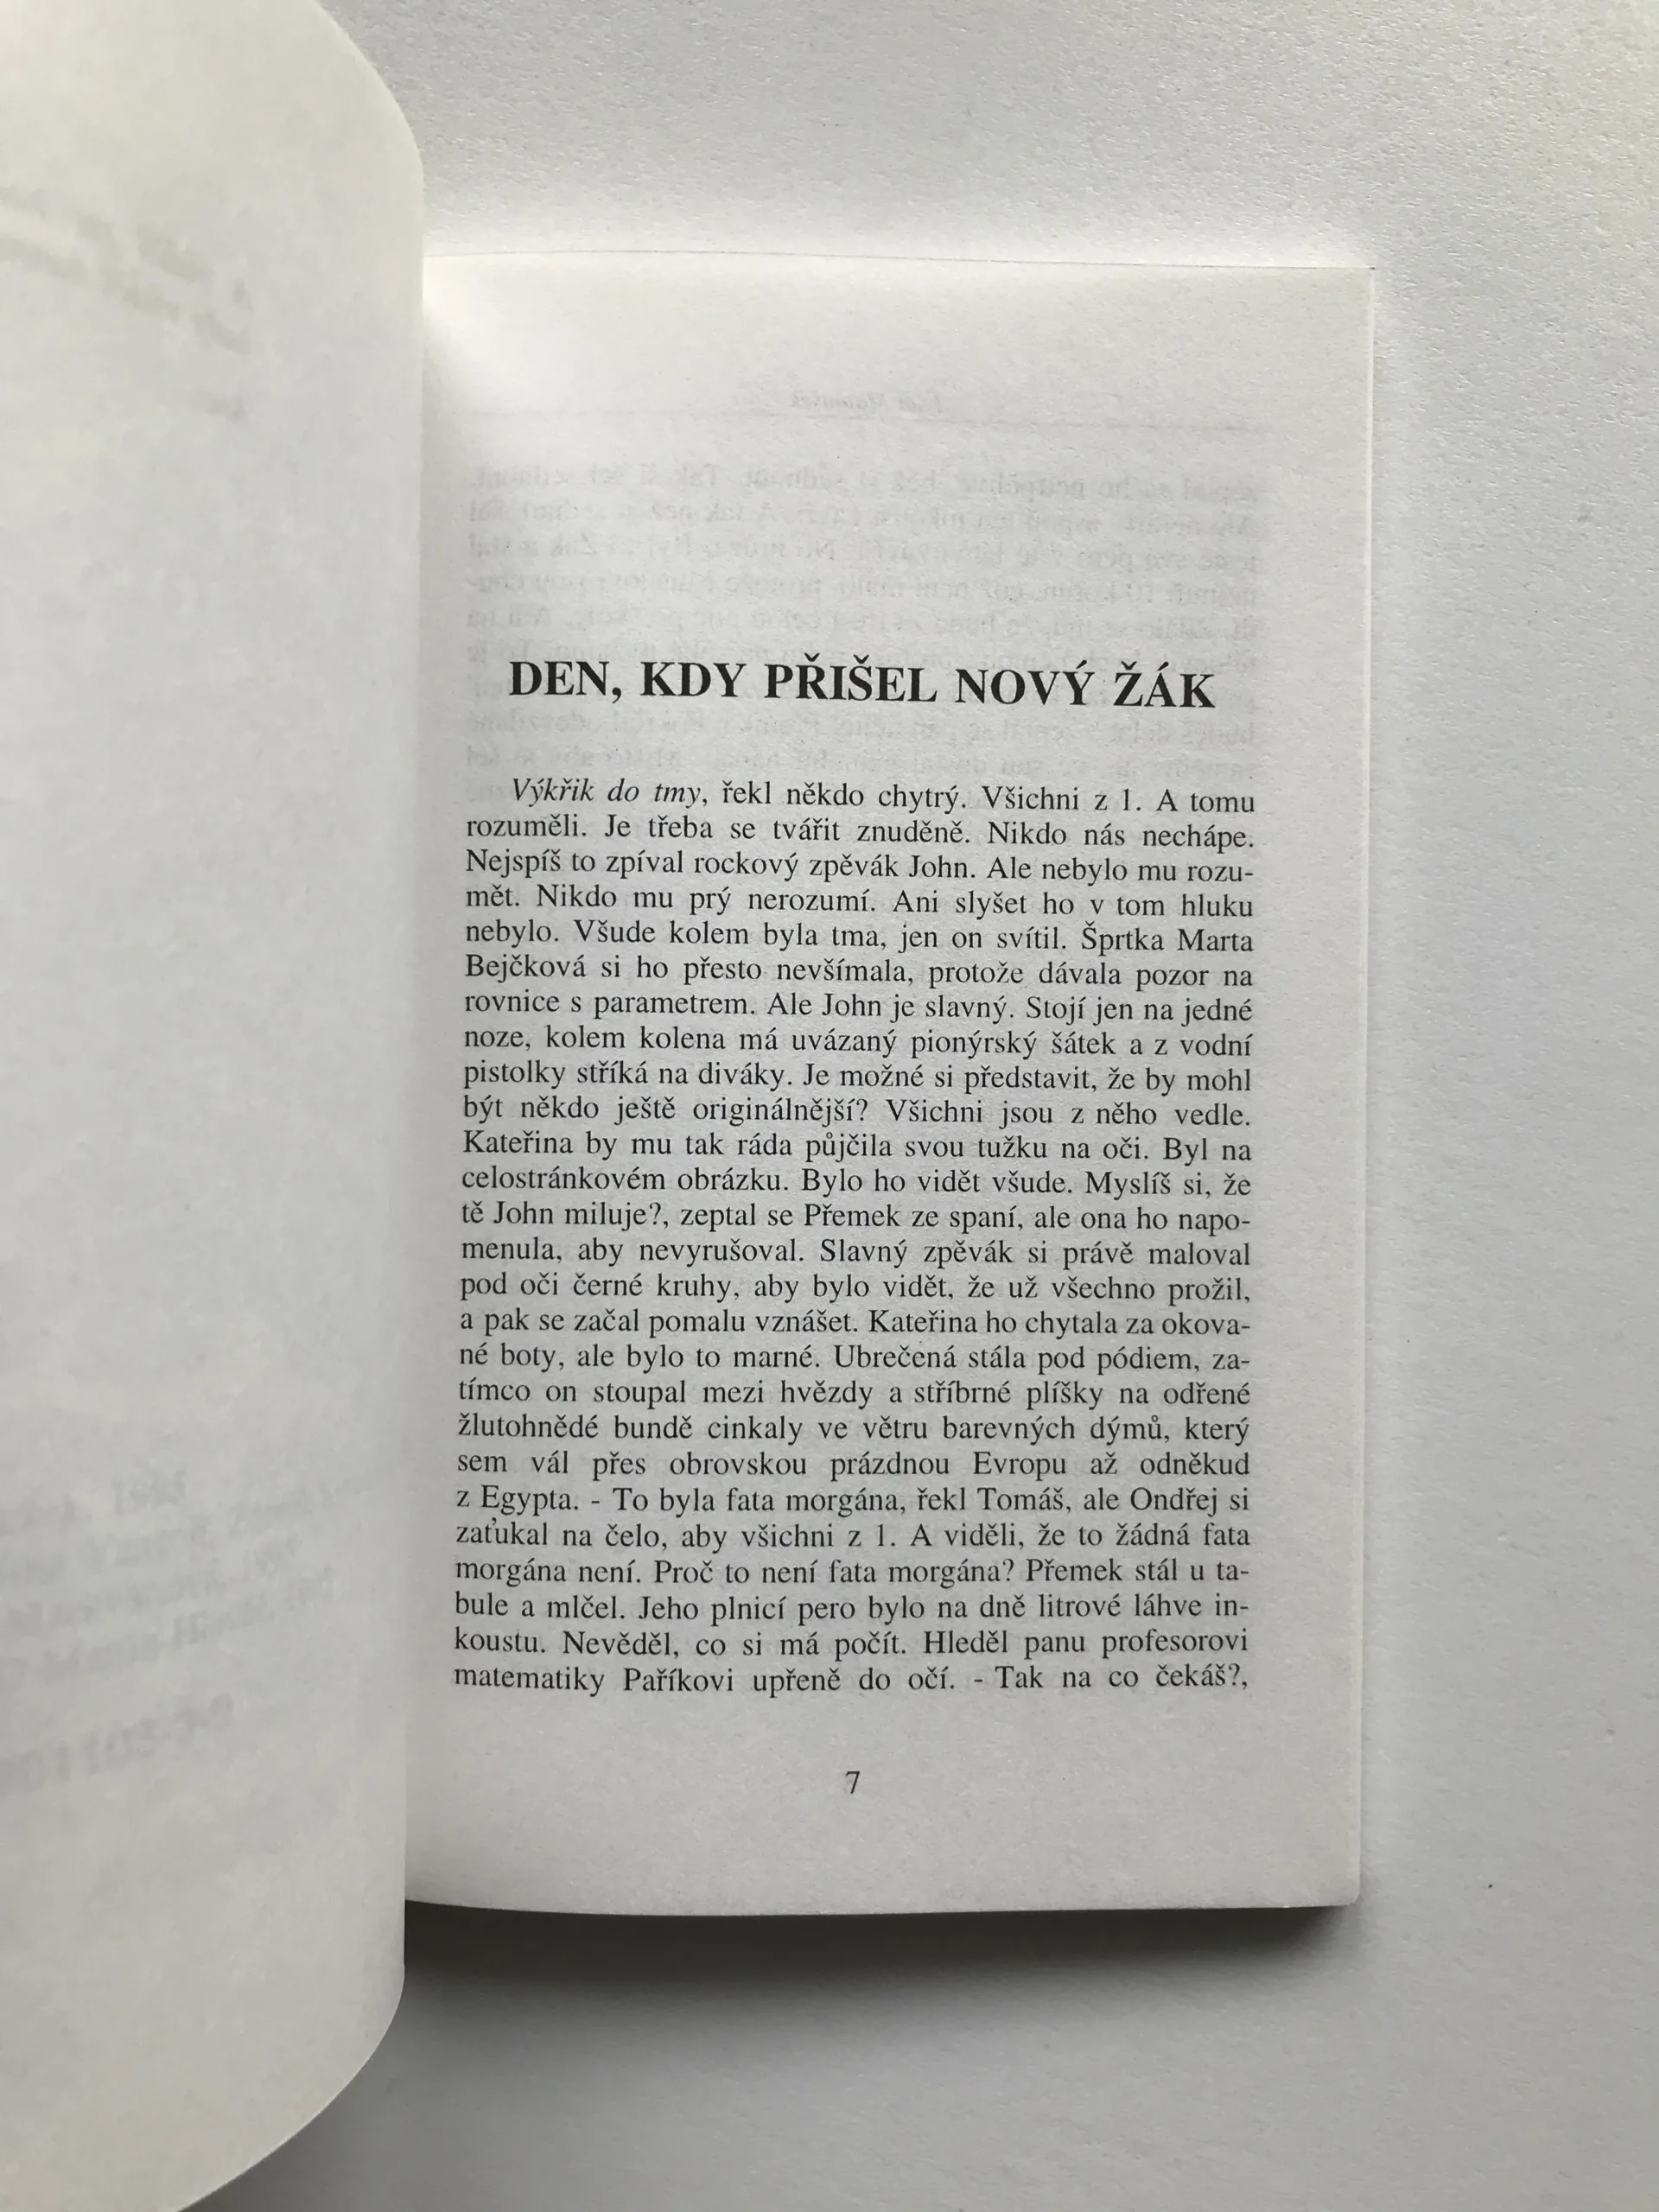 DEN, KDY PŘIŠEL NOVÝ ŽÁK
Výkřik do tmy, řekl někdo chytrý. Všichni z 1. A tomu
rozuměli. Je třeba se tvářit znuděně. Nikdo nás nechápe.
Nejspíš to zpíval rockový zpěvák John. Ale nebylo mu rozu-
mět. Nikdo mu prý nerozumí. Ani slyšet ho v tom hluku
nebylo. Všude kolem byla tma, jen on svítil. Šprtka Marta
Bejčková si ho přesto nevšímala, protože dávala pozor na
rovnice s parametrem. Ale John je slavný. Stojí jen na jedné
noze, kolem kolena má uvázaný pionýrský šátek a z vodní
pistolky stříká na diváky. Je možné si představit, že by mohl
být někdo ještě originálnější? Všichni jsou z něho vedle.
Kateřina by mu tak ráda půjčila svou tužku na oči. Byl na
celostránkovém obrázku. Bylo ho vidět všude. Myslíš si, že
tě John miluje?, zeptal se Přemek ze spaní, ale ona ho napo-
menula, aby nevyrušoval. Slavný zpěvák si právě maloval
pod oči černé kruhy, aby bylo vidět, že už všechno prožil,
a pak se začal pomalu vznášet. Kateřina ho chytala za okova-
né boty, ale bylo to marné. Ubrečená stála pod pódiem, za-
tímco on stoupal mezi hvězdy a stříbrné plíšky na odřené
žlutohnědé bundě cinkaly ve větru barevných dýmů, který
sem vál přes obrovskou prázdnou Evropu až odněkud
z Egypta. - To byla fata morgána, řekl Tomáš, ale Ondřej si
zaťukal na čelo, aby všichni z 1. A viděli, že to žádná fata
morgána není. Proč to není fata morgána? Přemek stál u ta-
bule a mlčel. Jeho plnicí pero bylo na dně litrové láhve in-
koustu. Nevěděl, co si má počít. Hleděl panu profesorovi
matematiky Paříkovi upřeně do očí. - Tak na co čekáš?,
7